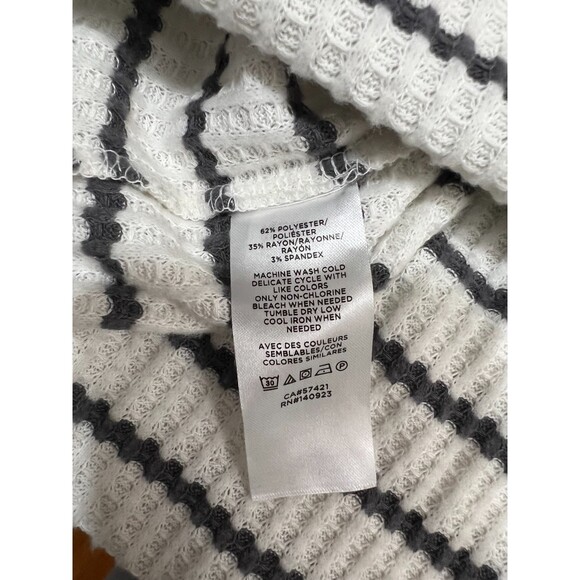 62% POLYESTER/
POLIÉSTER
35% RAYON/RAYONNE/
RAYÓN
3% SPANDEX
MACHINE WASH COLD
DELICATE CYCLE WITH
LIKE COLORS
ONLY NON-CHLORINE
BLEACH WHEN NEEDED
TUMBLE DRY LOW
COOL IRON WHEN
NEEDED
AVEC DES COULEUR
SEMBLABLES/CON
COLORES SIMILARES
30 P
CA#57421
RN#140923